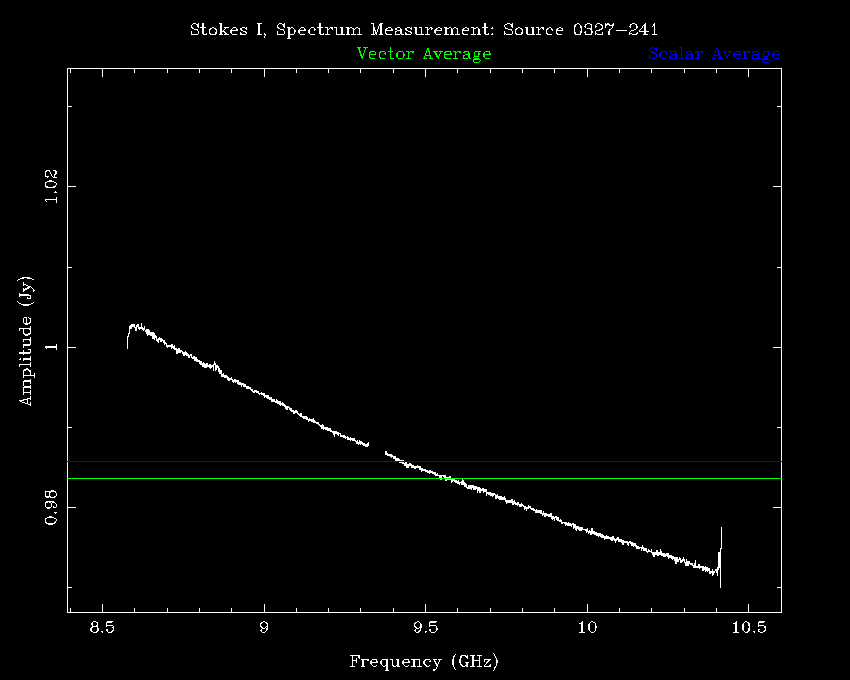 Stokes I, Spectrum Measurement: Source 0327-241
Vector Average
Scalar Average
1.02
1
0.98
Amplitude (Jy)
8.5
9
9.5
10
10.5
Frequency (GHz)